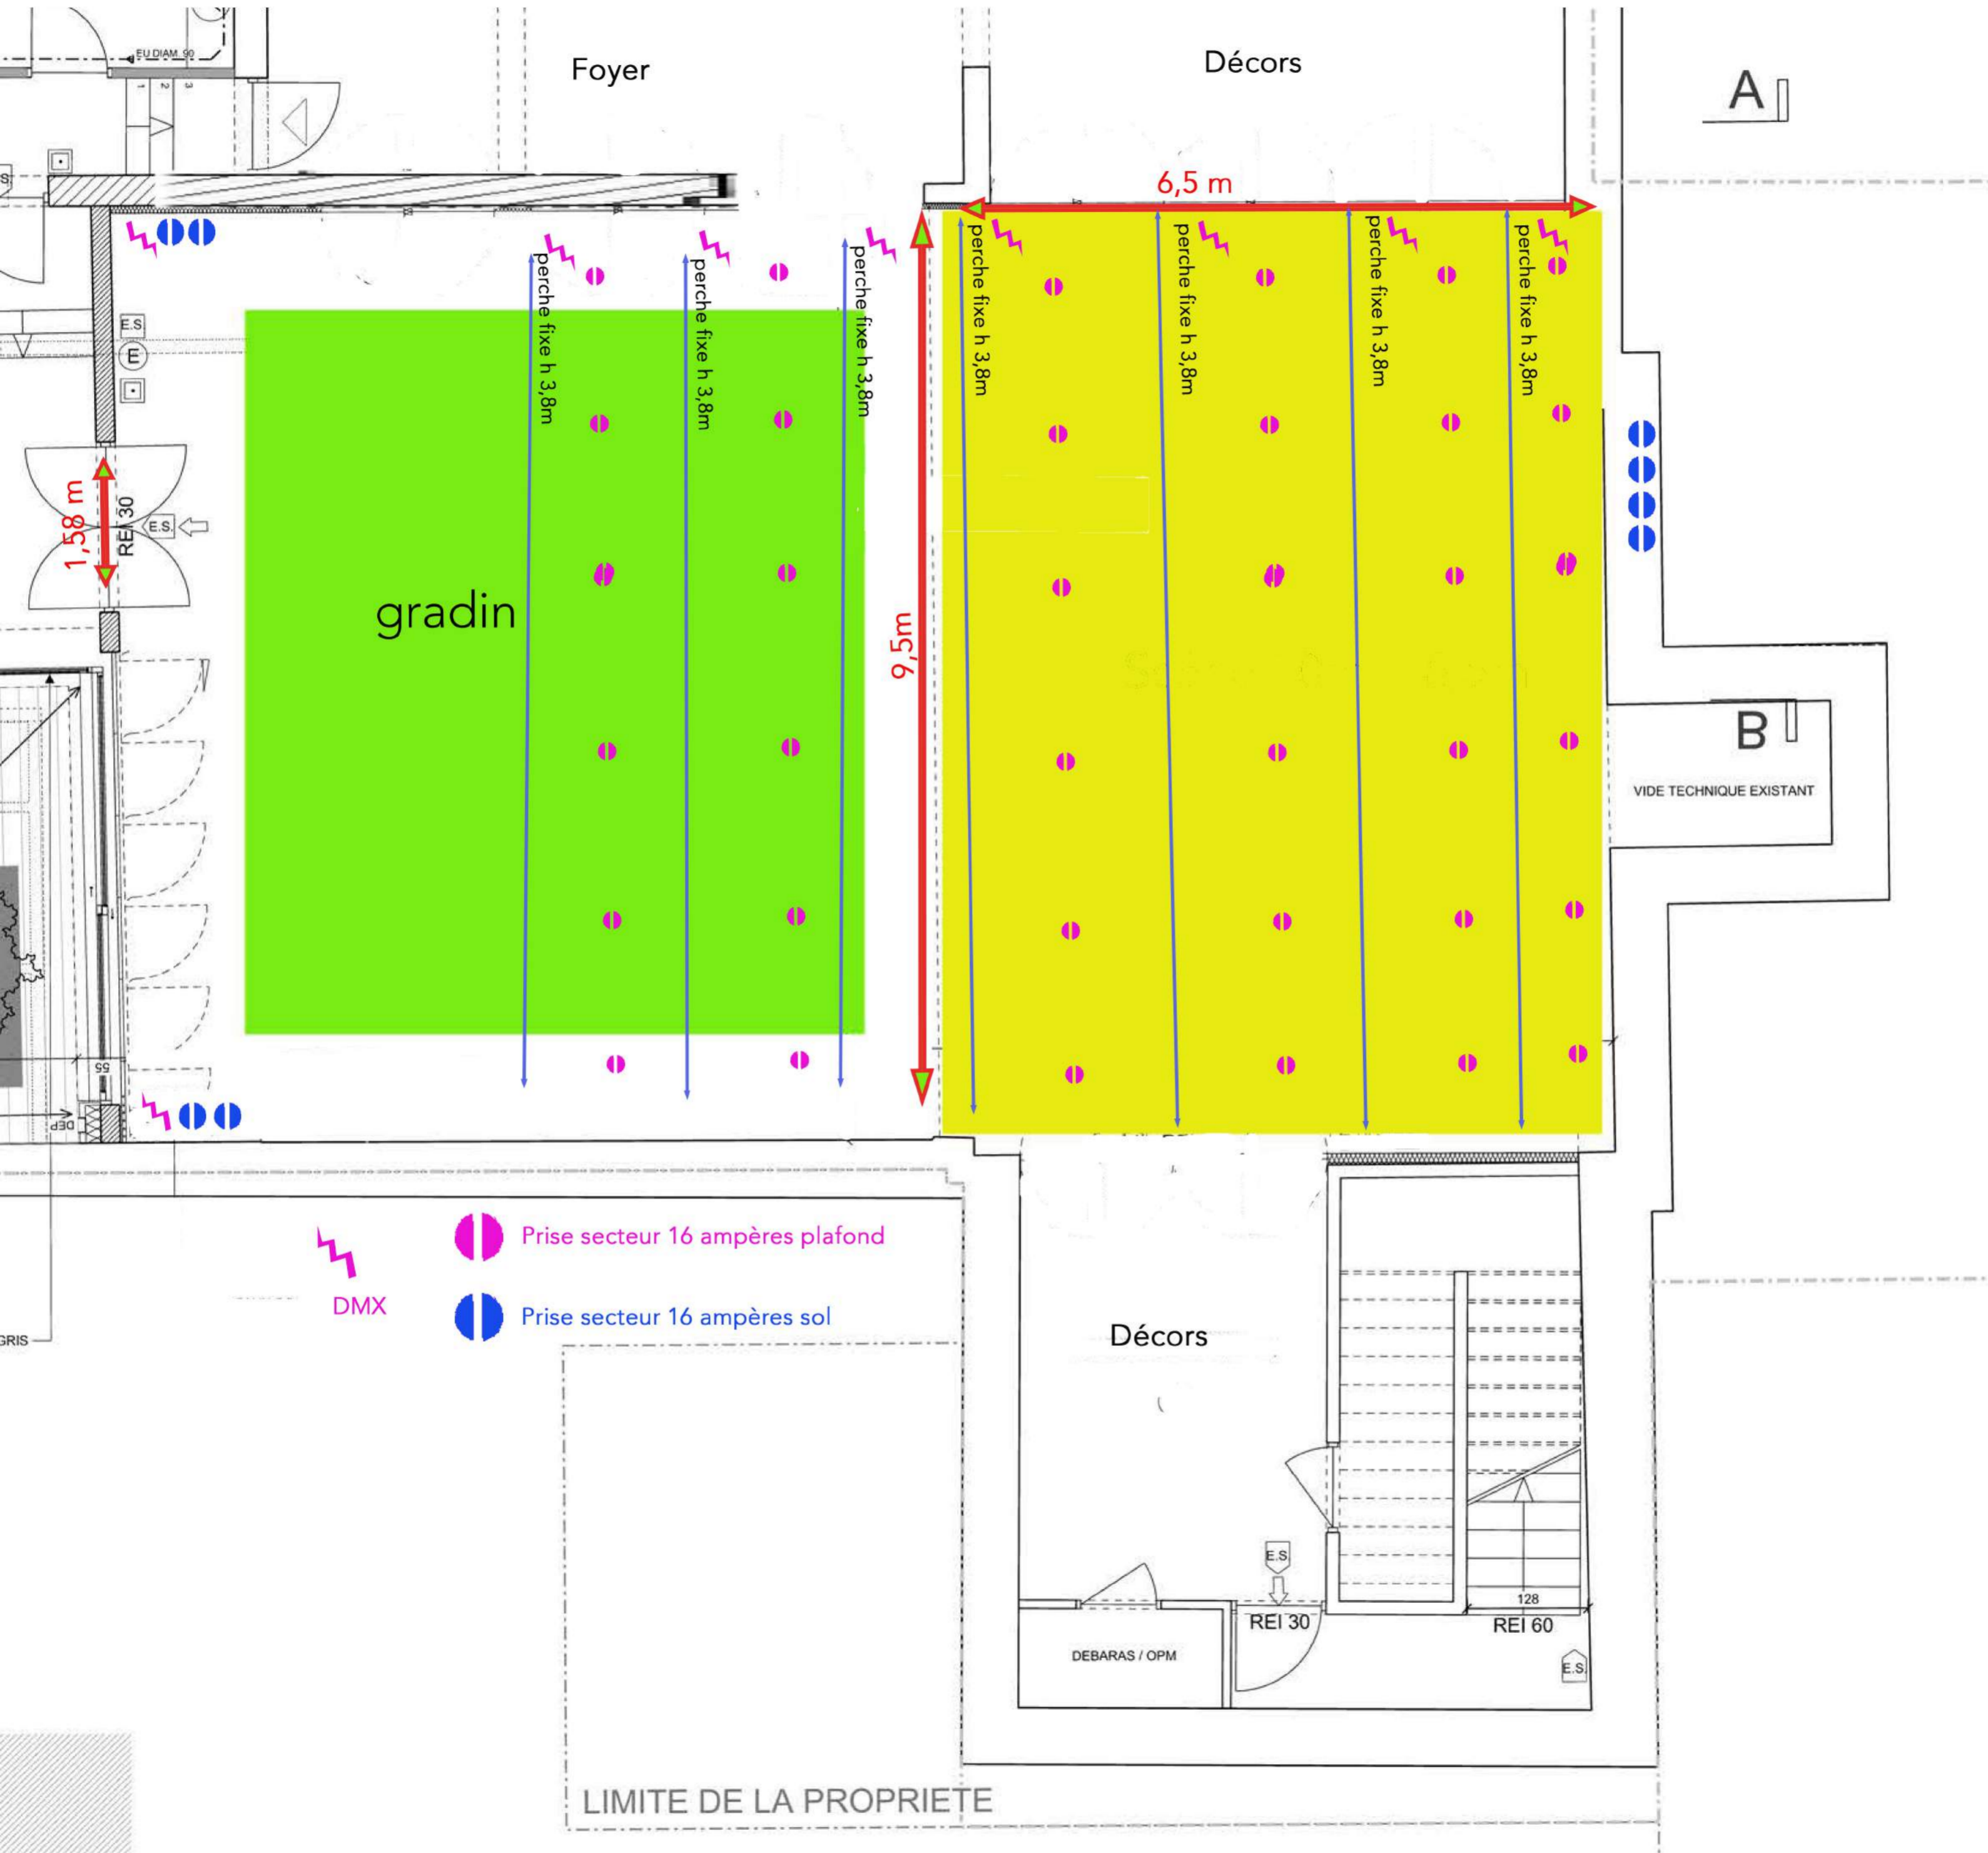 EU DIAM. 90
Foyer
Décors
A
1
2
3
S.
6,5 m
perche fixe h 3,8m
perche fixe h 3,8m
perche fixe h 3,8m
perche fixe h 3,8m
perche fixe h 3,8m
perche fixe h 3,8m
perche fixe h 3,8m
E.S.
E
1,58 m
REI 30
E.S.
gradin
9,5m
B
VIDE TECHNIQUE EXISTANT
55
DEP
Prise secteur 16 ampères plafond
DMX
Prise secteur 16 ampères sol
GRIS
Décors
E.S.
REI 30
128
REI 60
DEBARAS / OPM
E.S.
LIMITE DE LA PROPRIETE